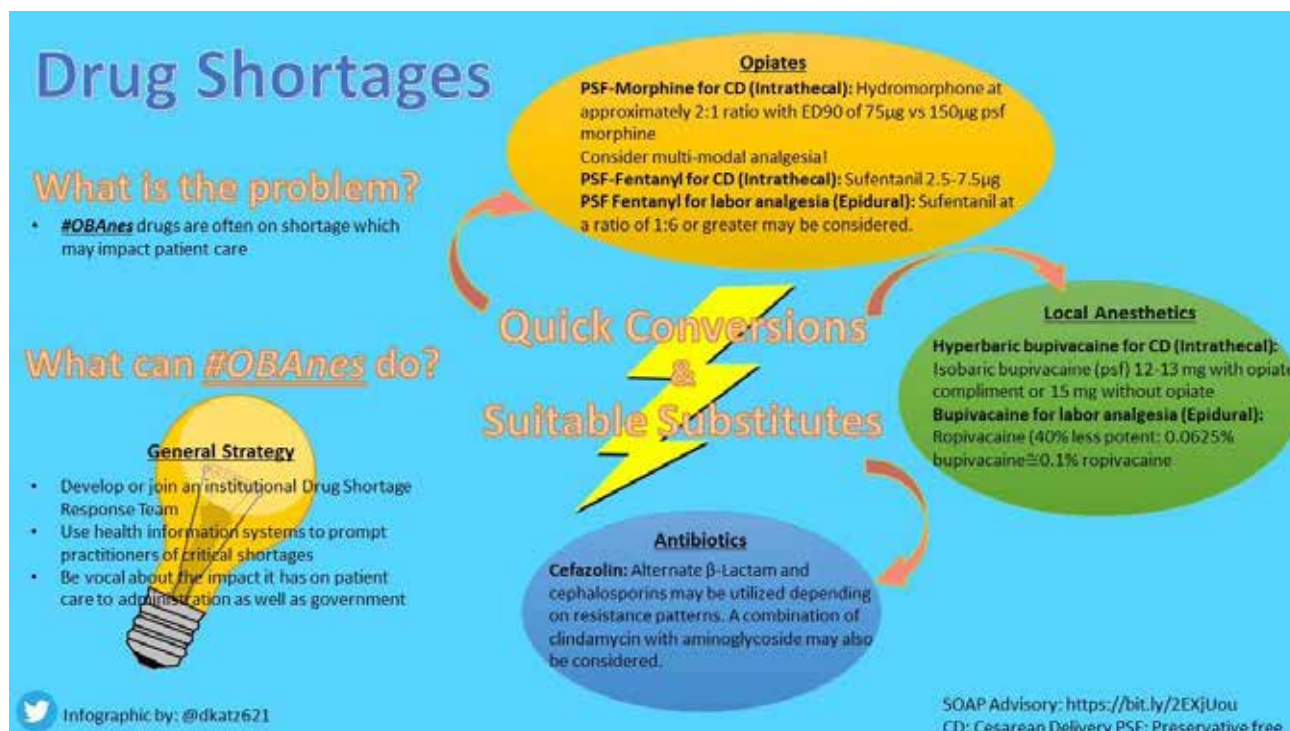 Drug Shortages
What is the problem?
• #OBAnes drugs are often on shortage which
may impact patient care
What can #OBAnes do?
General Strategy
• Develop or join an institutional Drug Shortage
Response Team
• Use health information systems to prompt
practitioners of critical shortages
• Be vocal about the impact it has on patient
care to administration as well as government
Quick Conversions
&
Suitable Substitutes
Opiates
PSF-Morphine for CD (Intrathecal): Hydromorphone at
approximately 2:1 ratio with ED90 of 75µg vs 150µg psf
morphine
Consider multi-modal analgesia!
PSF-Fentanyl for CD (Intrathecal): Sufentanil 2.5-7.5µg
PSF Fentanyl for labor analgesia (Epidural): Sufentanil at
a ratio of 1:6 or greater may be considered.
Local Anesthetics
Hyperbaric bupivacaine for CD (Intrathecal):
Isobaric bupivacaine (psf) 12-13 mg with opiate
compliment or 15 mg without opiate
Bupivacaine for labor analgesia (Epidural):
Ropivacaine (40% less potent: 0.0625%
bupivacaine≅0.1% ropivacaine
Antibiotics
Cefazolin: Alternate β-Lactam and
cephalosporins may be utilized depending
on resistance patterns. A combination of
clindamycin with aminoglycoside may also
be considered.
Infographic by: @dkatz621
SOAP Advisory: https://bit.ly/2EXjUou
CD: Cesarean Delivery PSF: Preservative free